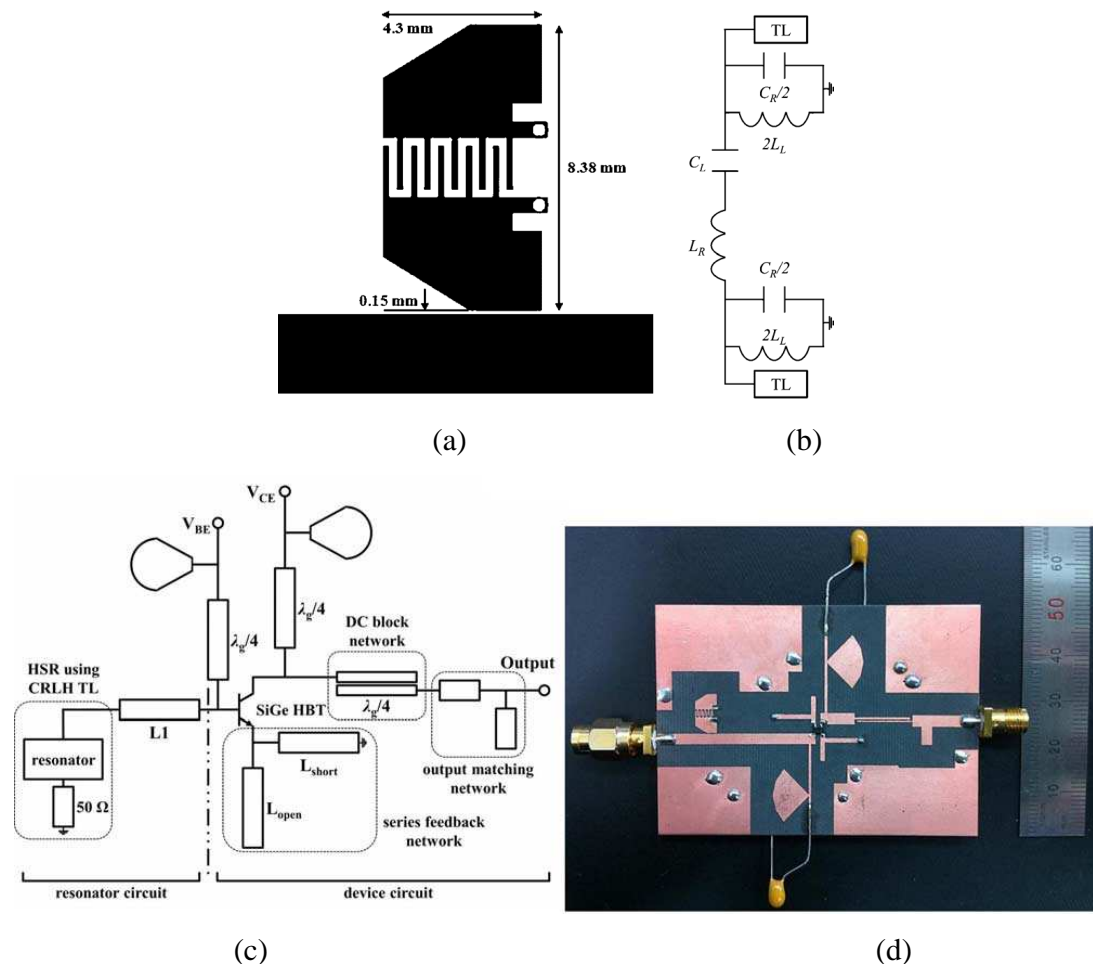 4.3 mm
8.38 mm
0.15 mm
TL
C_R/2
2L_L
C_L
L_R
C_R/2
2L_L
TL
(a)
(b)
V_CE
V_BE
λ_g/4
λ_g/4
DC block
network
HSR using
CRLH TL
Output
SiGe HBT
λ_g/4
L1
resonator
L_short
output matching
network
50 Ω
L_open
series feedback
network
resonator circuit
device circuit
60
50
40
30
20
10
(c)
(d)